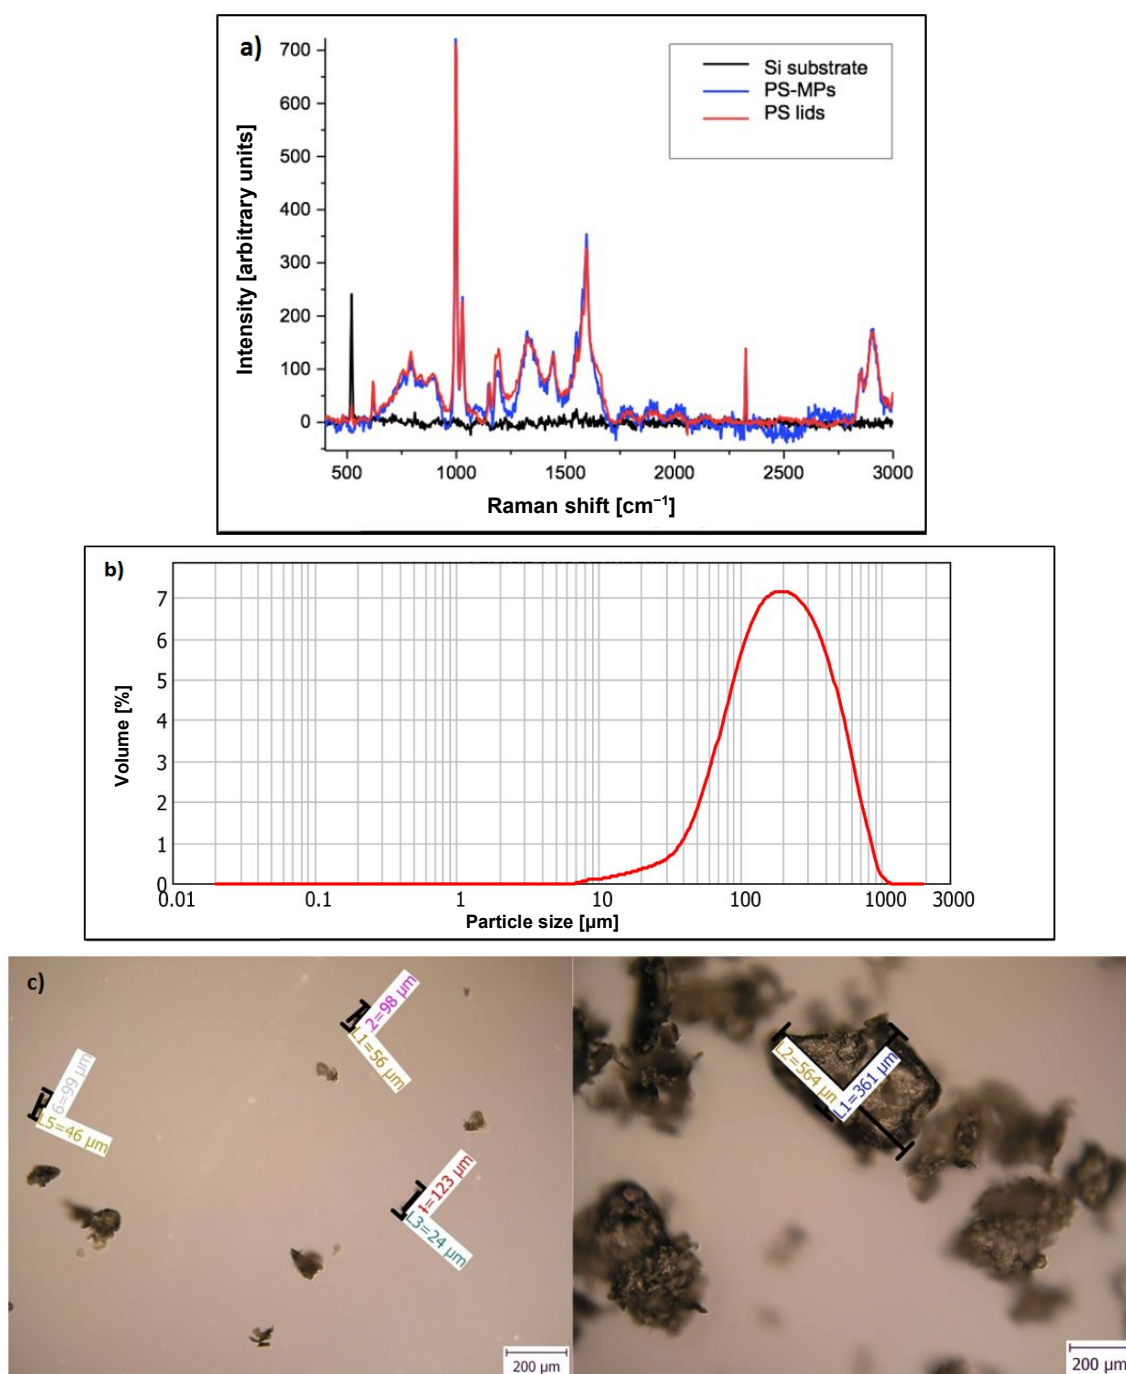 a)
Si substrate
PS-MPs
PS lids
700
600
500
400
300
200
100
0
Intensity [arbitrary units]
500 1000 1500 2000 2500 3000
Raman shift [cm⁻¹]
b)
7
6
5
4
3
2
1
0
Volume [%]
0.01 0.1 1 10 100 1000 3000
Particle size [µm]
c)
2=98 µm
L1=56 µm
6=99 µm
L5=46 µm
=123 µm
L3=24 µm
200 µm
L2=564 µm
L1=361 µm
200 µm